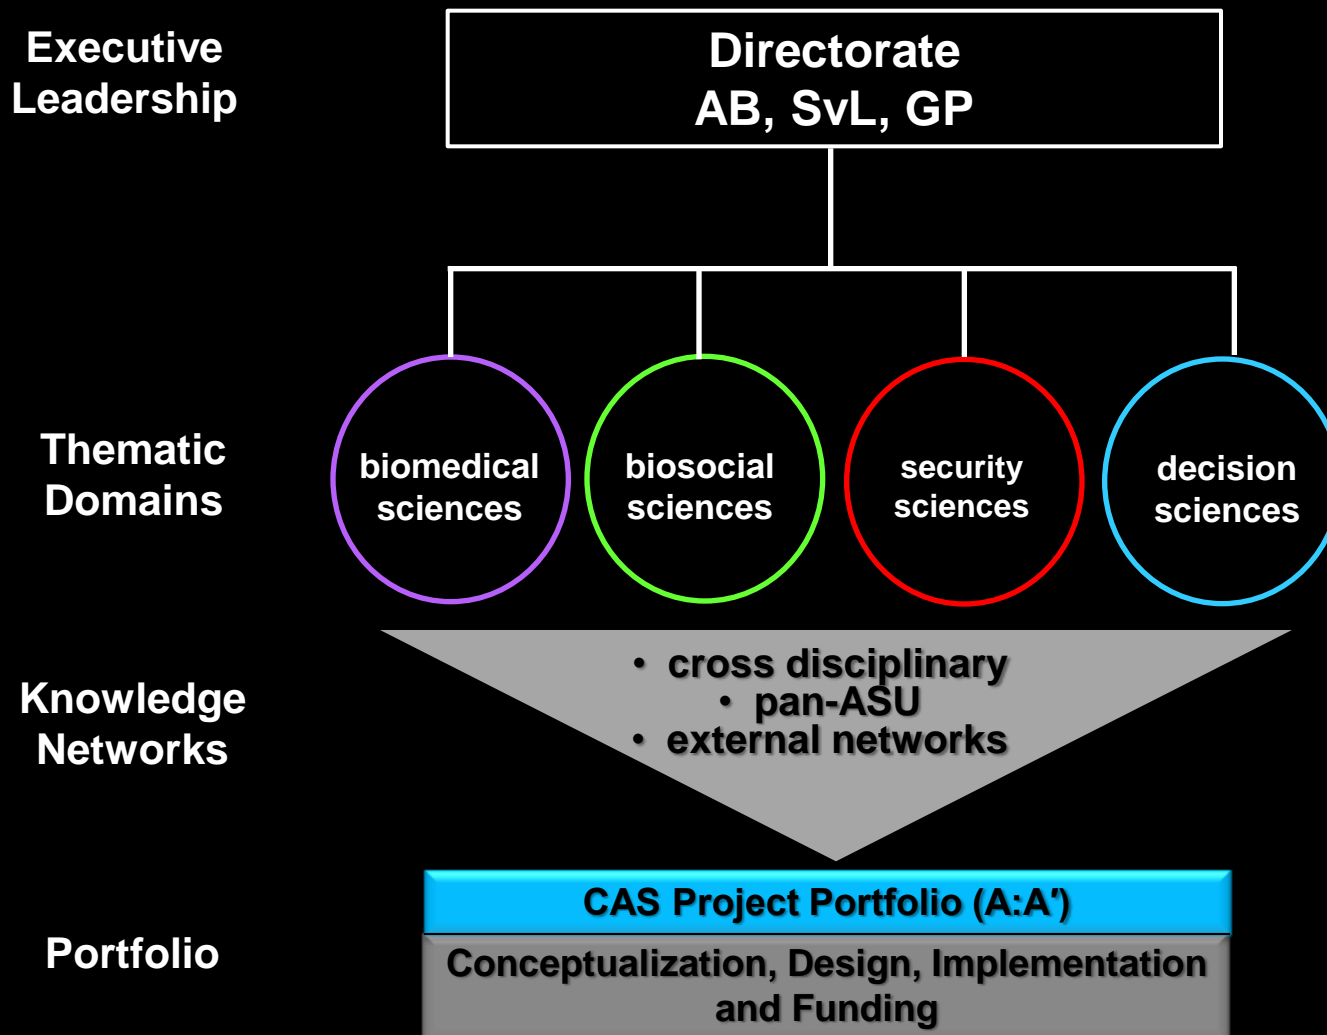 Executive
Leadership
Directorate
AB, SvL, GP
Thematic
Domains
biomedical
sciences
biosocial
sciences
security
sciences
decision
sciences
Knowledge
Networks
• cross disciplinary
• pan-ASU
• external networks
Portfolio
CAS Project Portfolio (A:A′)
Conceptualization, Design, Implementation
and Funding